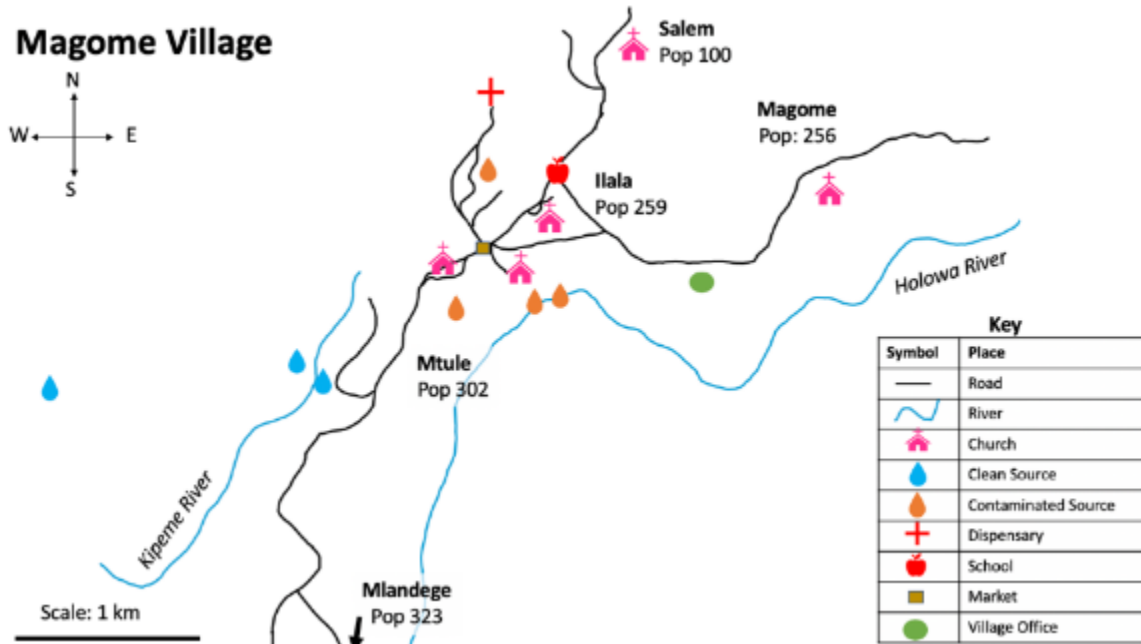 Magome Village
N
W E
S
Salem
Pop 100
Magome
Pop: 256
Ilala
Pop 259
Holowa River
Mtule
Pop 302
Kipeme River
Mlandege
Pop 323
Scale: 1 km
Key
Symbol Place
Road
River
Church
Clean Source
Contaminated Source
Dispensary
School
Market
Village Office